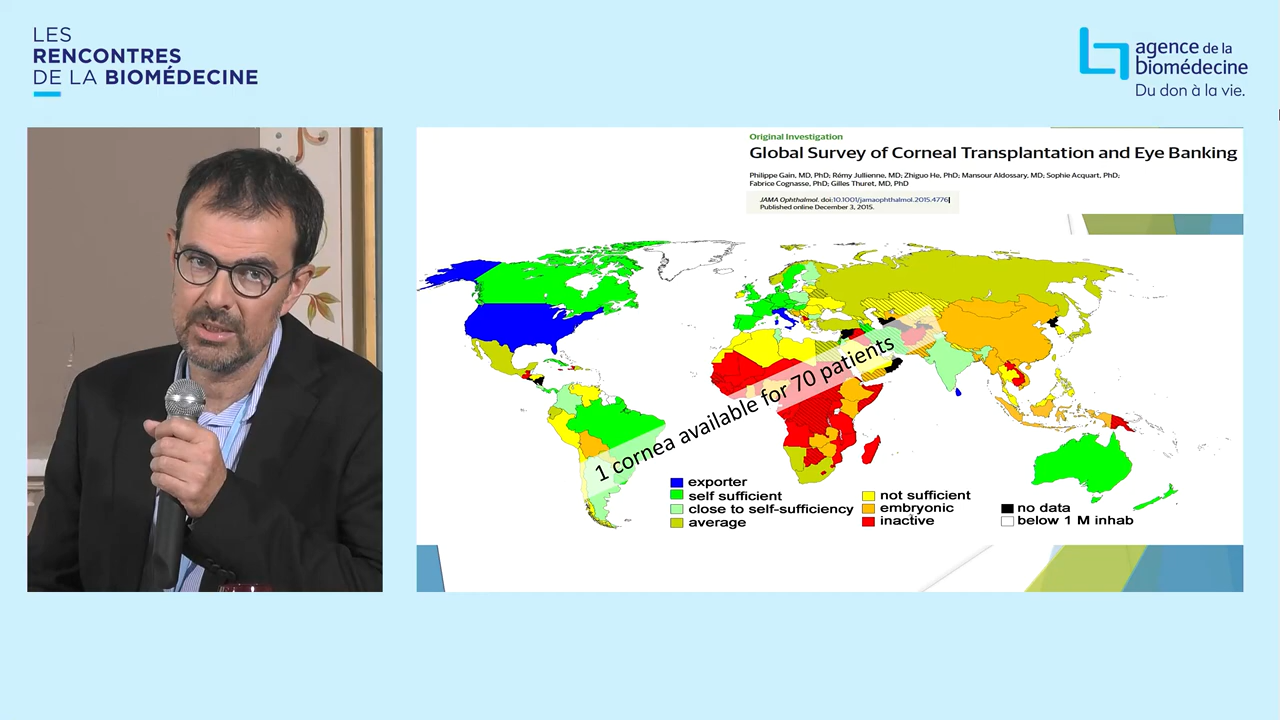 LES
RENCONTRES
DE LA BIOMÉDECINE
agence de la
biomédecine
Du don à la vie.
Original Investigation
Global Survey of Corneal Transplantation and Eye Banking
Philippe Gain, MD, PhD; Rémy Jullienne, MD; Zhiguo He, PhD; Mansour Aldossary, MD; Sophie Acquart, PhD;
Fabrice Cognasse, PhD; Gilles Thuret, MD, PhD
JAMA Ophthalmol. doi:10.1001/jamaophthalmol.2015.4776
Published online December 3, 2015.
1 cornea available for 70 patients
exporter
self sufficient
close to self-sufficiency
average
not sufficient
embryonic
inactive
no data
below 1 M inhab